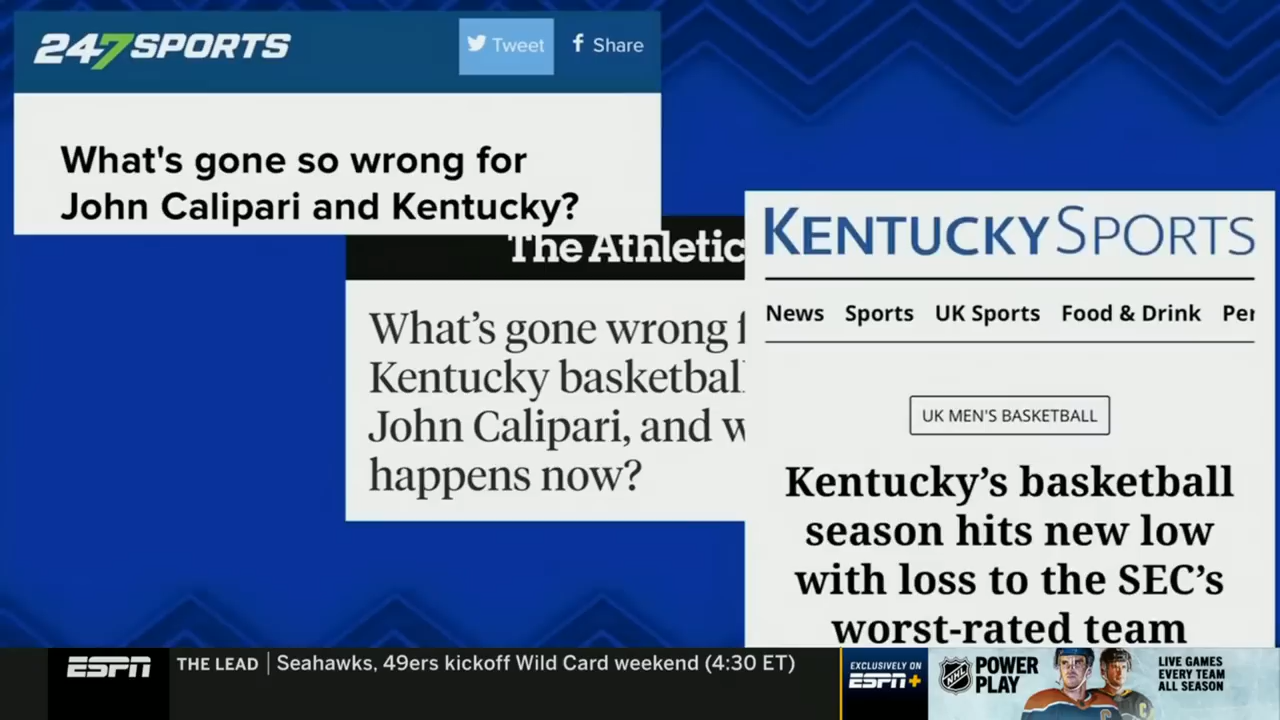 247SPORTS
Tweet
Share
What's gone so wrong for
John Calipari and Kentucky?
The Athletic
What's gone wrong
Kentucky basketbal
John Calipari, and
happens now?
KENTUCKY SPORTS
News Sports UK Sports Food & Drink
UK MEN'S BASKETBALL
Kentucky's basketball
season hits new low
with loss to the SEC's
worst-rated team
ESPN
THE LEAD | Seahawks, 49ers kickoff Wild Card weekend (4:30 ET)
EXCLUSIVELY ON
ESPN+
NHL
POWER
PLAY
LIVE GAMES
EVERY TEAM
ALL SEASON